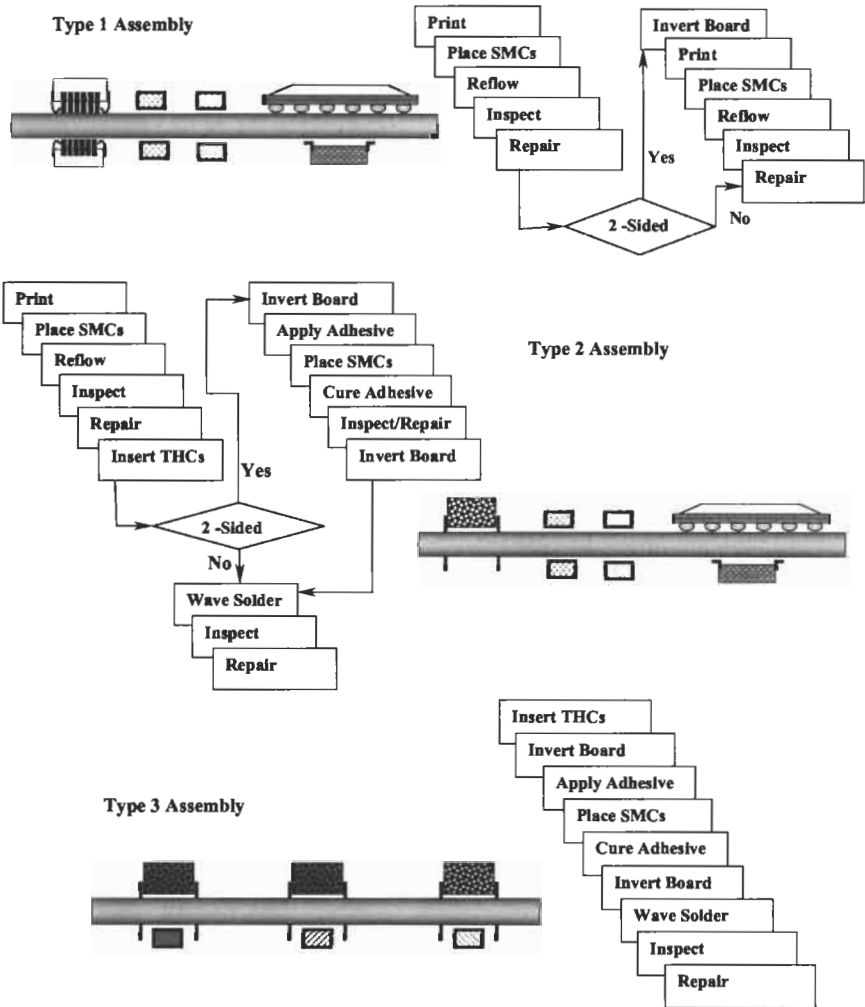 Type 1 Assembly
Print
Place SMCs
Reflow
Inspect
Repair
2 -Sided
Yes
No
Invert Board
Print
Place SMCs
Reflow
Inspect
Repair
Print
Place SMCs
Reflow
Inspect
Repair
Insert THCs
2 -Sided
Yes
No
Invert Board
Apply Adhesive
Place SMCs
Cure Adhesive
Inspect/Repair
Invert Board
Wave Solder
Inspect
Repair
Type 2 Assembly
Type 3 Assembly
Insert THCs
Invert Board
Apply Adhesive
Place SMCs
Cure Adhesive
Invert Board
Wave Solder
Inspect
Repair